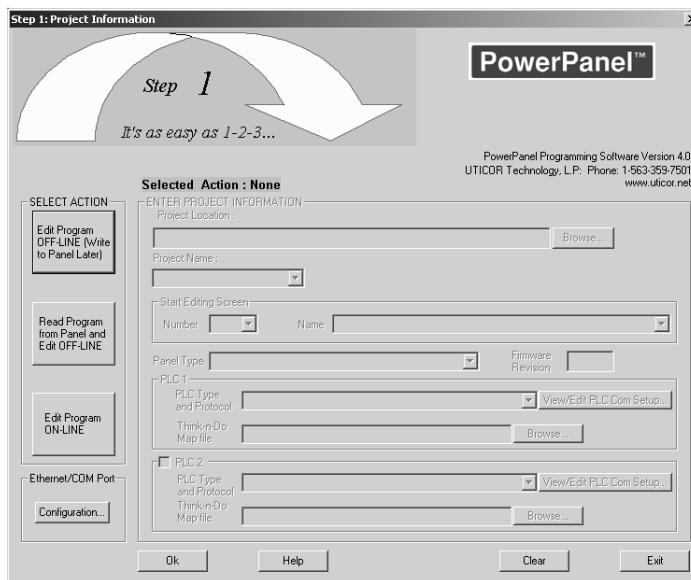 Step 1: Project Information
Step 1
It's as easy as 1-2-3...
PowerPanel™
PowerPanel Programming Software Version 4.0
UTICOR Technology, L.P: Phone: 1-563-359-7501
www.uticor.net
Selected Action : None
SELECT ACTION
Edit Program
OFF-LINE (Write
to Panel Later)
Read Program
from Panel and
Edit OFF-LINE
Edit Program
ON-LINE
Ethernet/COM Port
Configuration...
ENTER PROJECT INFORMATION
Project Location :
Browse...
Project Name :
Start Editing Screen
Number
Name
Panel Type
Firmware
Revision
PLC 1
PLC Type
and Protocol
View/Edit PLC Com Setup...
Think-n-Do
Map file
Browse...
PLC 2
PLC Type
and Protocol
View/Edit PLC Com Setup...
Think-n-Do
Map file
Browse...
Ok
Help
Clear
Exit